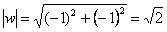 |w| = √((-1)² + (-1)²) = √2